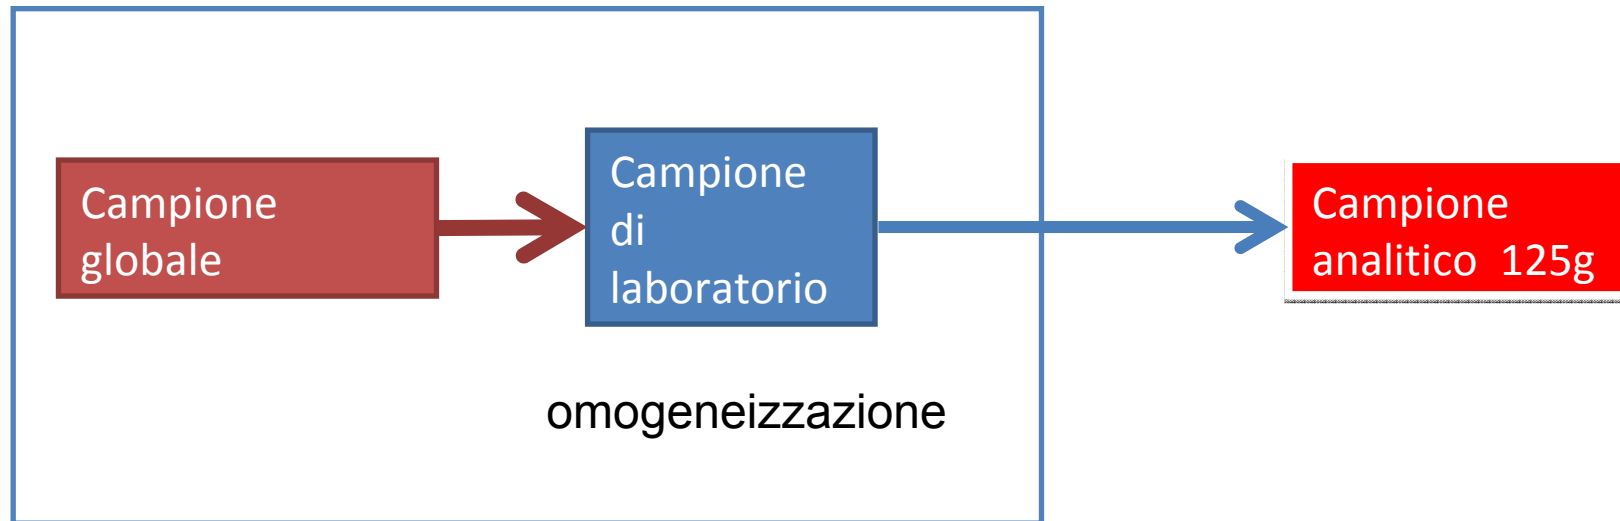 Campione
globale
Campione
di
laboratorio
Campione
analitico 125g
omogeneizzazione